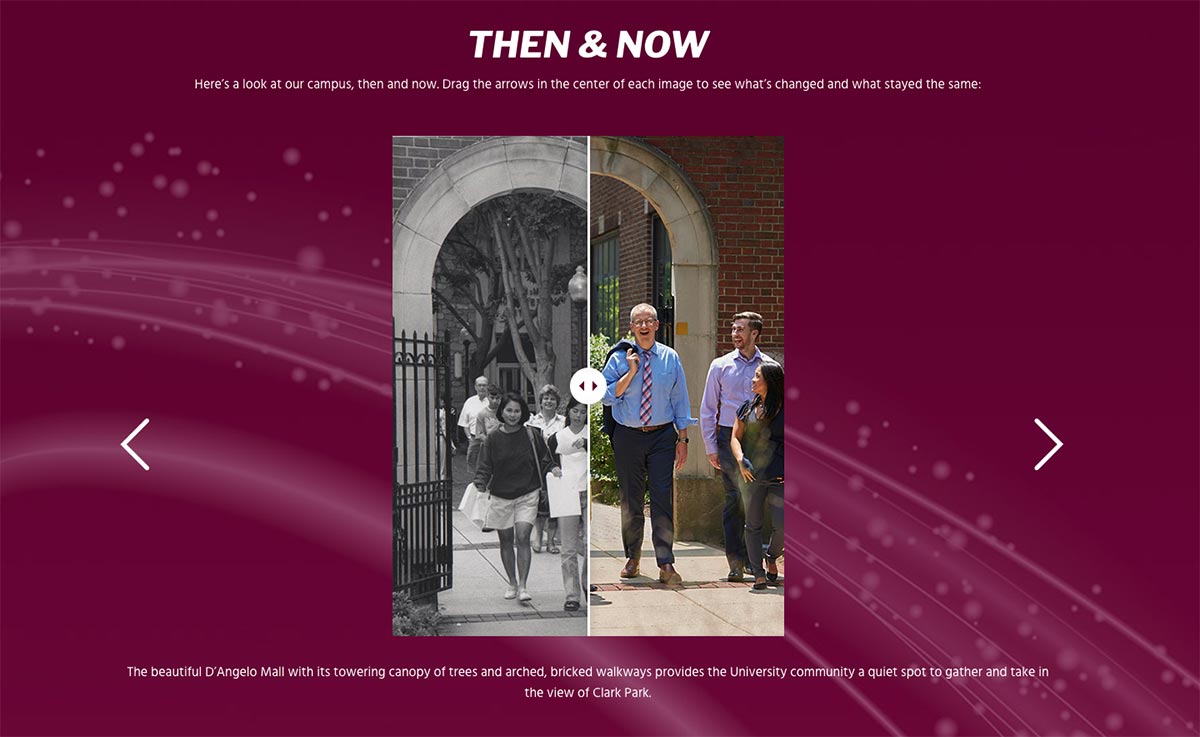 THEN & NOW
Here's a look at our campus, then and now. Drag the arrows in the center of each image to see what's changed and what stayed the same:
The beautiful D'Angelo Mall with its towering canopy of trees and arched, bricked walkways provides the University community a quiet spot to gather and take in
the view of Clark Park.